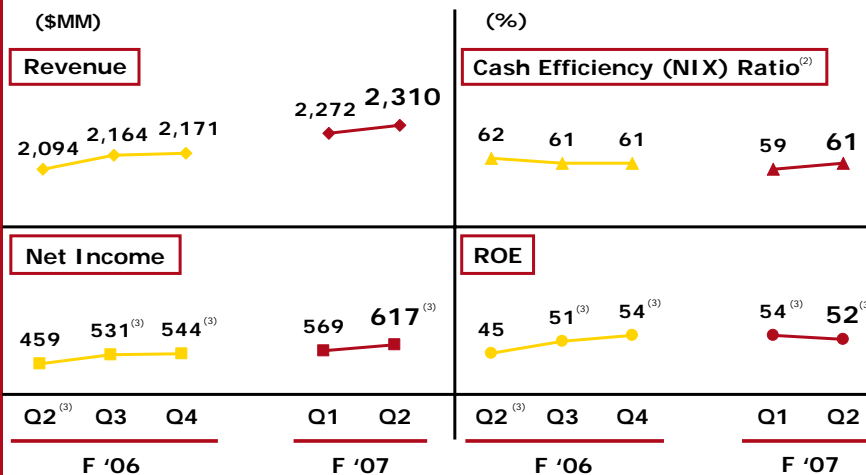 ($MM)
(%)
Revenue
Cash Efficiency (NIX) Ratio(2)
2,094 2,164 2,171 2,272 2,310
62 61 61 59 61
Net Income
ROE
459 531(3) 544(3) 569 617(3)
45 51(3) 54(3) 54(3) 52(3
Q2(3) Q3 Q4 Q1 Q2
Q2(3) Q3 Q4 Q1 Q2
F '06 F '07
F '06 F '07